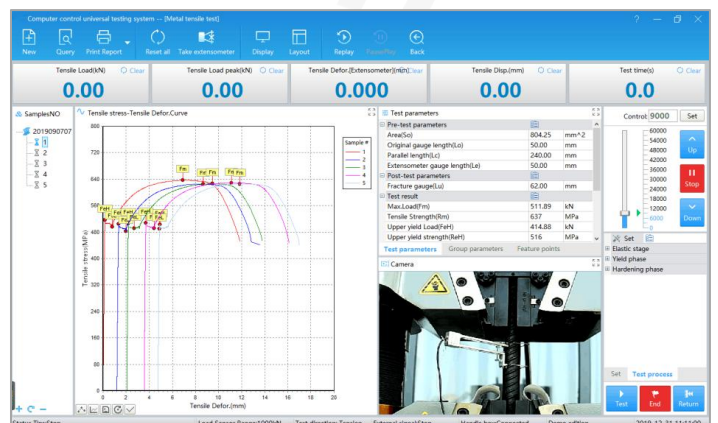 Computer control universal testing system -- [Metal tensile test]
New Query Print Report Reset all Take extensometer Display Layout Replay Back
Tensile Load(kN) Clear Tensile Load peak(kN) Clear Tensile Defor.[Extensometer](mm) Clear Tensile Disp.(mm) Clear Test time(s) Clear
0.00 0.00 0.000 0.00 0.0
SamplesNO
2019090707
1
2
3
4
5
Tensile stress-Tensile Defor.Curve
Tensile stress(MPa)
800
720
640
560
480
400
320
240
160
80
0
0 2 4 6 8 10 12 14 16 18 20
Tensile Defor.(mm)
Sample #
1
2
3
4
5
Fm
FeH
Test parameters
Pre-test parameters
Area(So) 804.25 mm^2
Original gauge length(Lo) 50.00 mm
Parallel length(Lc) 240.00 mm
Extensometer gauge length(Le) 50.00 mm
Post-test parameters
Fracture gauge(Lu) 62.00 mm
Test result
Max.Load(Fm) 511.89 kN
Tensile Strength(Rm) 637 MPa
Upper yield Load(FeH) 414.88 kN
Upper yield strength(ReH) 516 MPa
Test parameters Group parameters Feature points
Camera
Control: 9000 Set
60000
54000
48000
42000
36000
30000
24000
18000
12000
6000
0
Up
Stop
Down
Set
Elastic stage
Yield phase
Hardening phase
Set Test process
Test End Return